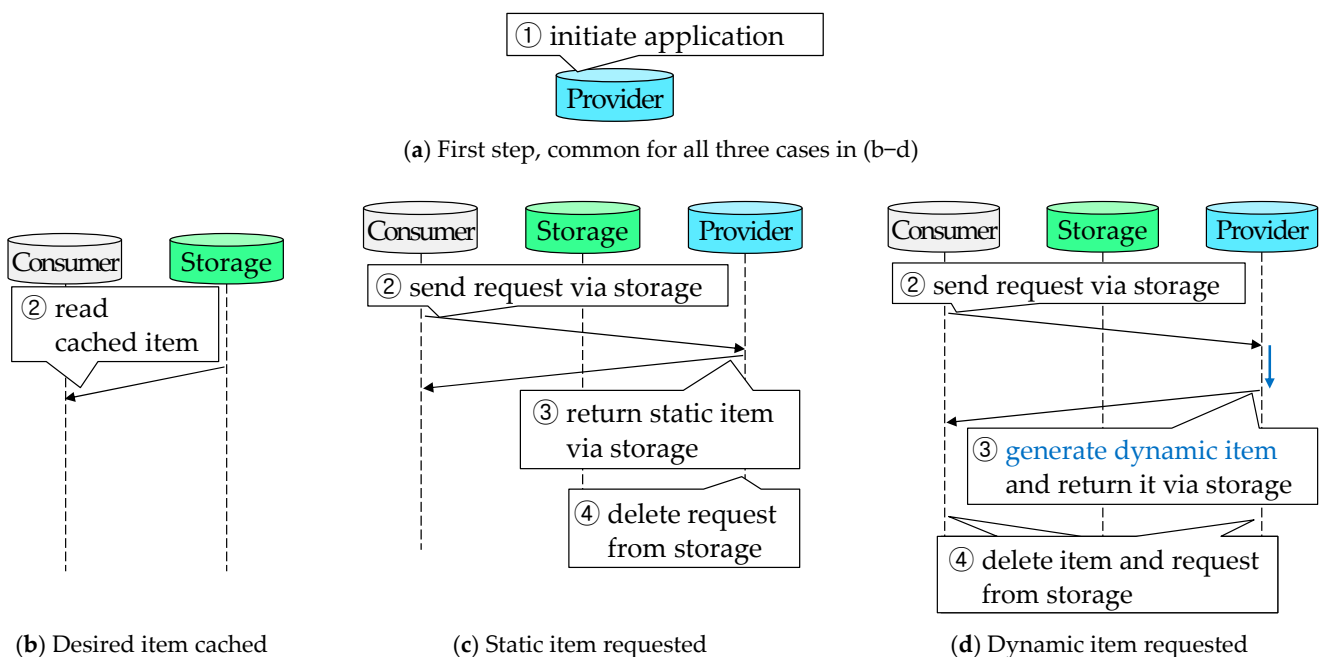 ① initiate application
Provider
(a) First step, common for all three cases in (b−d)
Consumer
Storage
② read
cached item
(b) Desired item cached
Consumer
Storage
Provider
② send request via storage
③ return static item
via storage
④ delete request
from storage
(c) Static item requested
Consumer
Storage
Provider
② send request via storage
③ generate dynamic item
and return it via storage
④ delete item and request
from storage
(d) Dynamic item requested